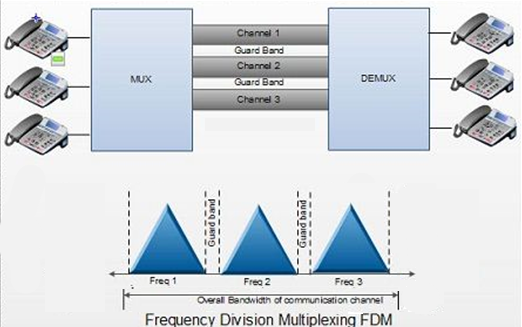 Channel 1
Guard Band
MUX
Channel 2
DEMUX
Guard Band
Channel 3
Guard band
Guard band
Freq 1
Freq 2
Freq 3
Overall Bandwidth of communication channel
Frequency Division Multiplexing FDM